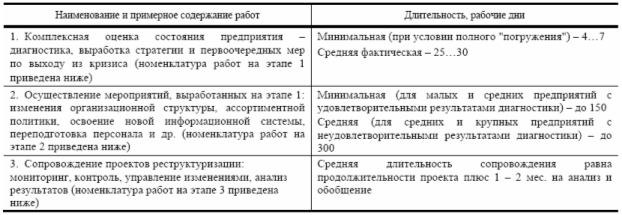 Наименование и примерное содержание работ
Длительность, рабочие дни
1. Комплексная оценка состояния предприятия –
диагностика, выработка стратегии и первоочередных мер
по выходу из кризиса (номенклатура работ на этапе 1
приведена ниже)
Минимальная (при условии полного "погружения") – 4…7
Средняя фактическая – 25…30
2. Осуществление мероприятий, выработанных на этапе 1:
изменения организационной структуры, ассортиментной
политики, освоение новой информационной системы,
переподготовка персонала и др. (номенклатура работ на
этапе 2 приведена ниже)
Минимальная (для малых и средних предприятий с
удовлетворительными результатами диагностики) – до 150
Средняя (для средних и крупных предприятий с
неудовлетворительными результатами диагностики) – до
300
3. Сопровождение проектов реструктуризации:
мониторинг, контроль, управление изменениями, анализ
результатов (номенклатура работ на этапе 3 приведена
ниже)
Средняя длительность сопровождения равна
продолжительности проекта плюс 1 – 2 мес. на анализ и
обобщение